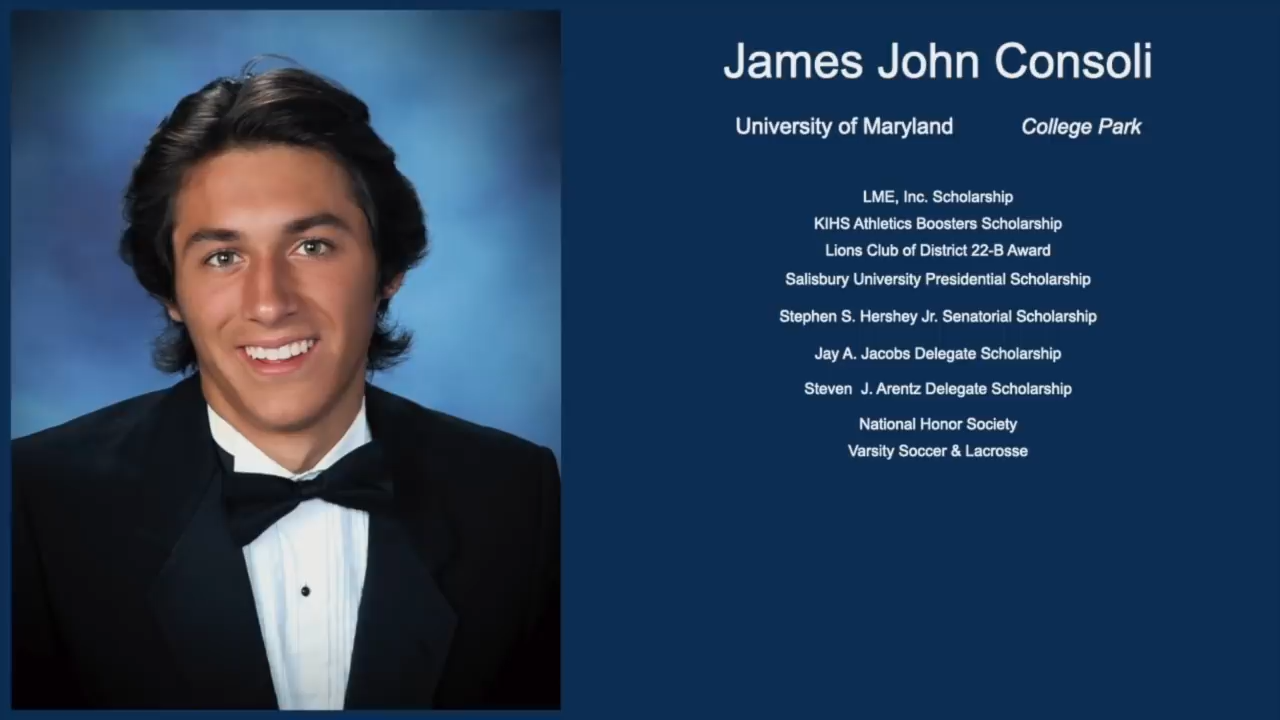 James John Consoli
University of Maryland College Park
LME, Inc. Scholarship
KIHS Athletics Boosters Scholarship
Lions Club of District 22-B Award
Salisbury University Presidential Scholarship
Stephen S. Hershey Jr. Senatorial Scholarship
Jay A. Jacobs Delegate Scholarship
Steven J. Arentz Delegate Scholarship
National Honor Society
Varsity Soccer & Lacrosse